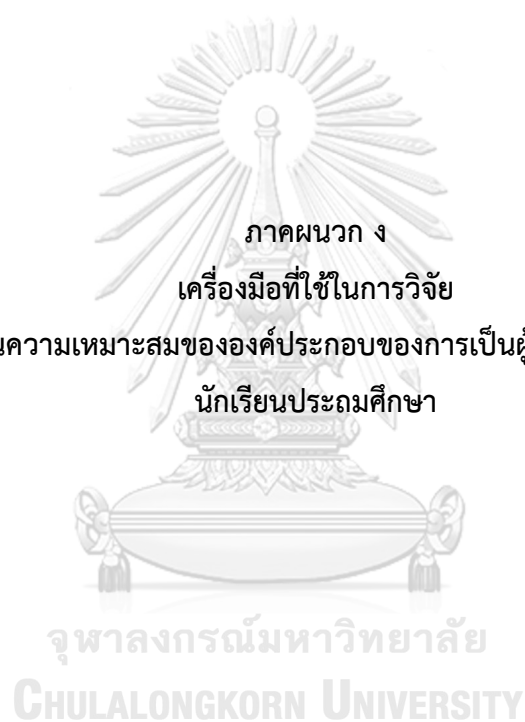 ภาคผนวก ง
เครื่องมือที่ใช้ในการวิจัย
ความเหมาะสมขององค์ประกอบของการเป็น
นักเรียนประถมศึกษา
จุฬาลงกรณ์มหาวิทยาลัย
CHULALONGKORN UNIVERSITY